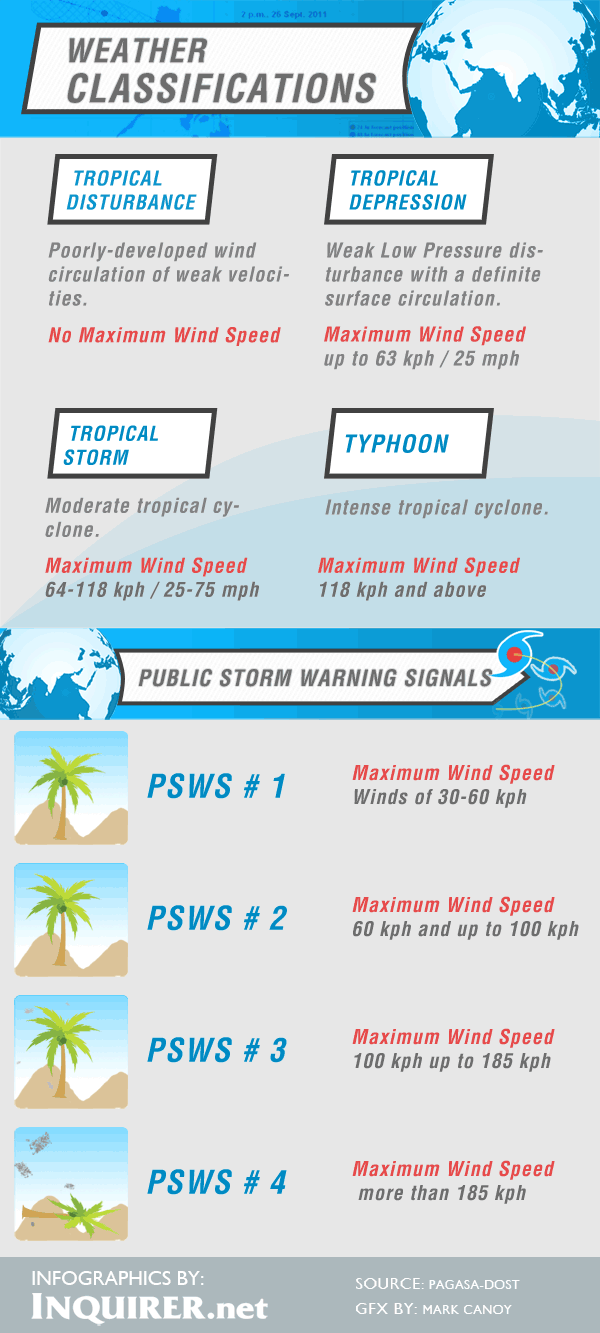 2 p.m., 26 Sept. 2011
WEATHER
CLASSIFICATIONS
TROPICAL
DISTURBANCE
Poorly-developed wind
circulation of weak veloci-
ties.
No Maximum Wind Speed
TROPICAL
DEPRESSION
Weak Low Pressure dis-
turbance with a definite
surface circulation.
Maximum Wind Speed
up to 63 kph / 25 mph
TROPICAL
STORM
Moderate tropical cy-
clone.
Maximum Wind Speed
64-118 kph / 25-75 mph
TYPHOON
Intense tropical cyclone.
Maximum Wind Speed
118 kph and above
PUBLIC STORM WARNING SIGNALS
PSWS # 1
Maximum Wind Speed
Winds of 30-60 kph
PSWS # 2
Maximum Wind Speed
60 kph and up to 100 kph
PSWS # 3
Maximum Wind Speed
100 kph up to 185 kph
PSWS # 4
Maximum Wind Speed
more than 185 kph
INFOGRAPHICS BY:
INQUIRER.net
SOURCE: PAGASA-DOST
GFX BY: MARK CANOY